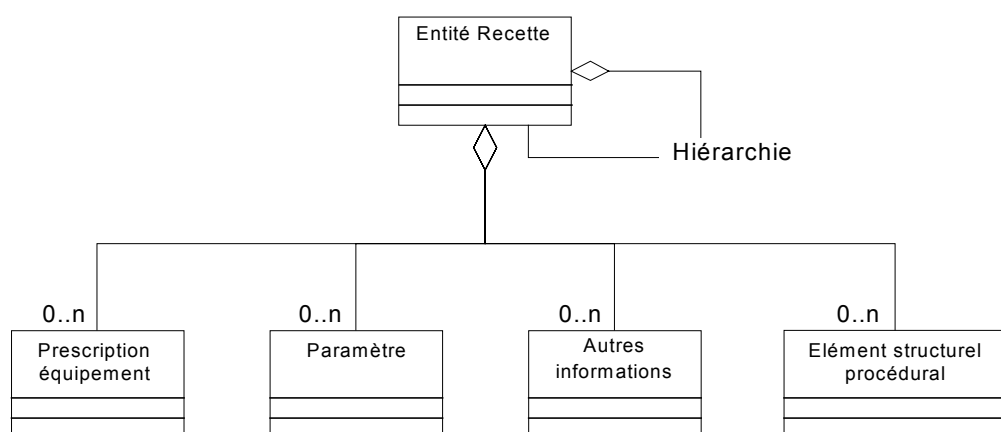 Entité Recette
Hiérarchie
0..n
0..n
0..n
0..n
Prescription
équipement
Paramètre
Autres
informations
Elément structurel
procédural